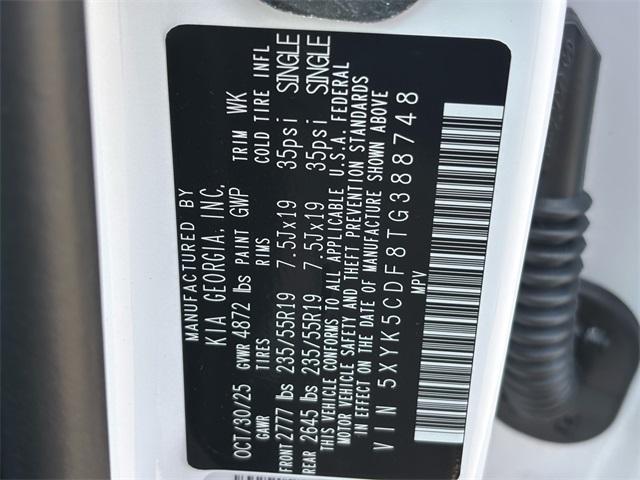 MANUFACTURED BY
KIA GEORGIA, INC.
OCT/30/25 GVWR 4872 lbs PAINT GWP TRIM WK
GAWR TIRES RIMS COLD TIRE INFL
FRONT 2777 lbs 235/55R19 7.5Jx19 35psi SINGLE
REAR 2645 lbs 235/55R19 7.5Jx19 35psi SINGLE
THIS VEHICLE CONFORMS TO ALL APPLICABLE U.S.A. FEDERAL
MOTOR VEHICLE SAFETY AND THEFT PREVENTION STANDARDS
IN EFFECT ON THE DATE OF MANUFACTURE SHOWN ABOVE
VIN 5XYK5CDF8TG388748
MPV